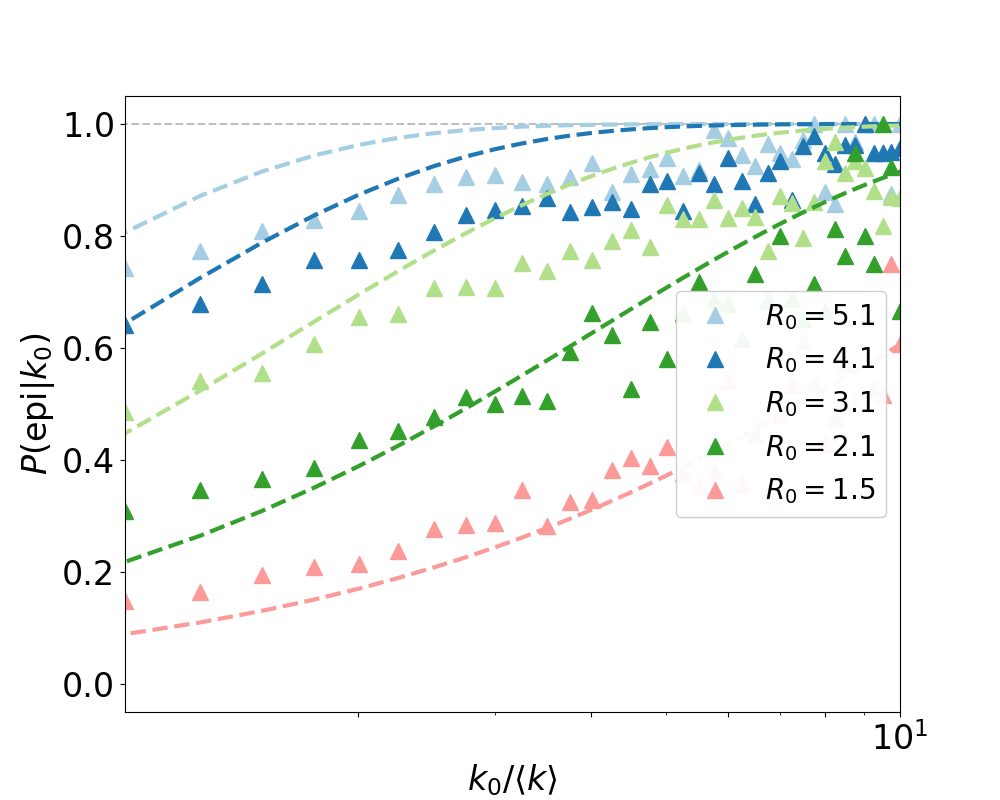 1.0
0.8
0.6
0.4
0.2
0.0
P(epi|k₀)
R₀ = 5.1
R₀ = 4.1
R₀ = 3.1
R₀ = 2.1
R₀ = 1.5
10¹
k₀/⟨k⟩